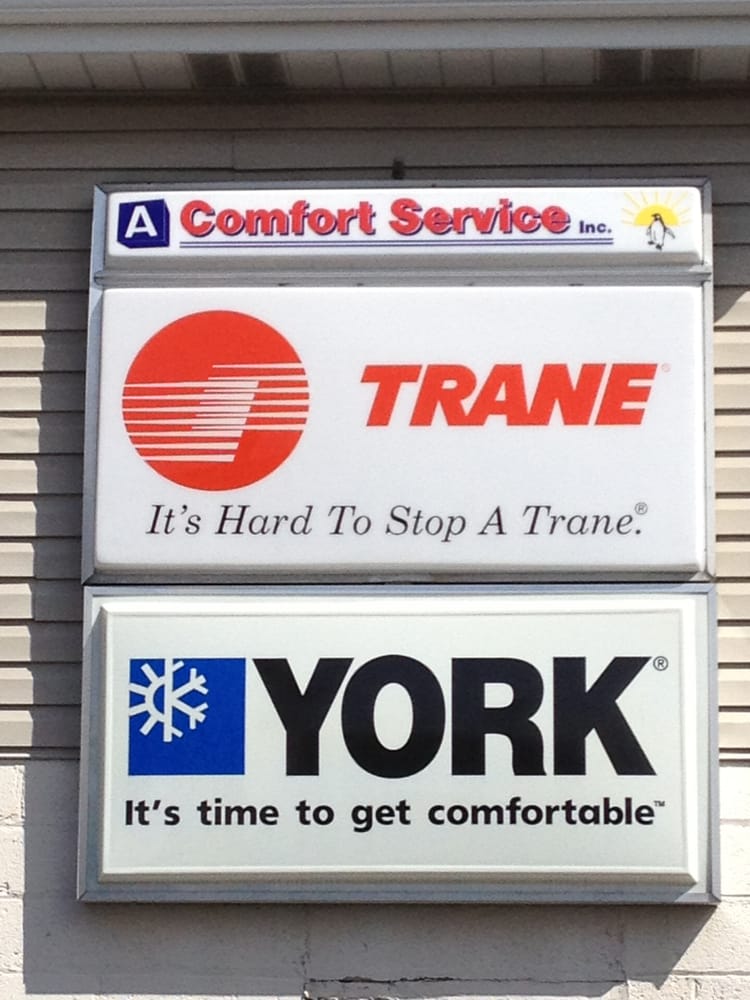 A Comfort Service Inc.
TRANE®
It's Hard To Stop A Trane.®
YORK®
It's time to get comfortable™